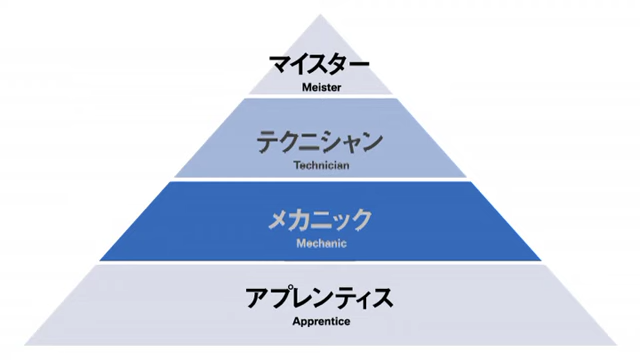 マイスター
Meister
テクニシャン
Technician
メカニック
Mechanic
アプレンティス
Apprentice